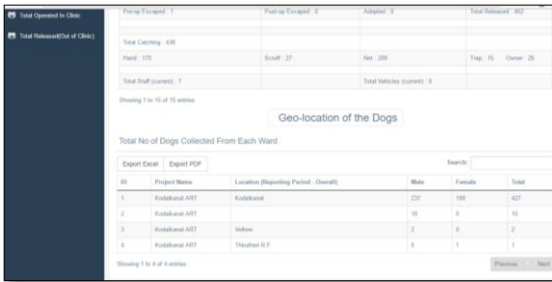 Total Operated In Clinic
Total Released(Out of Clinic)
Pre-op Escaped : 1
Post-op Escaped : 0
Adopted : 0
Total Released : 402
Total Catching : 438
Hand : 170
Scruff : 27
Net : 200
Trap : 15
Owner : 26
Total Staff (current) : 7
Total Vehicles (current) : 0
Showing 1 to 15 of 15 entries
Geo-location of the Dogs
Total No of Dogs Collected From Each Ward
Export Excel Export PDF Search:
ID Project Name Location (Reporting Period : Overall) Male Female Total
1 Kodaikanal ART Kodaikanal 237 190 427
2 Kodaikanal ART 10 0 10
3 Kodaikanal ART 2 0 2
4 Kodaikanal ART 0 1 1
Showing 1 to 4 of 4 entries
Previous Next